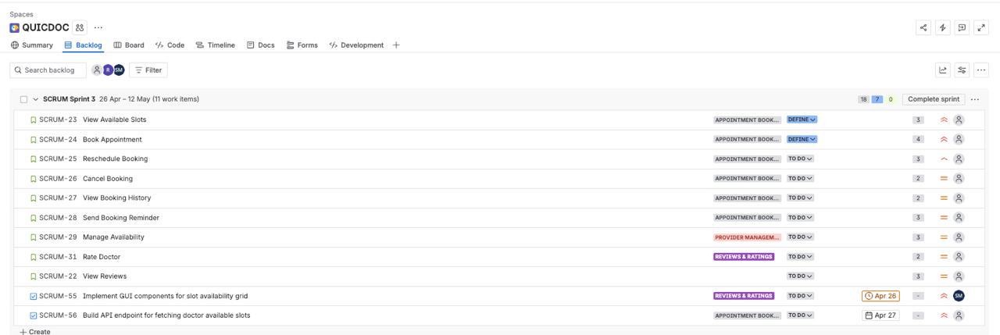 Spaces
QUICDOC
Summary Backlog Board Code Timeline Docs Forms Development
Search backlog R SM Filter
SCRUM Sprint 3 26 Apr – 12 May (11 work items) 18 7 0 Complete sprint
SCRUM-23 View Available Slots APPOINTMENT BOOK... DEFINE 3
SCRUM-24 Book Appointment APPOINTMENT BOOK... DEFINE 4
SCRUM-25 Reschedule Booking APPOINTMENT BOOK... TO DO 3
SCRUM-26 Cancel Booking APPOINTMENT BOOK... TO DO 2
SCRUM-27 View Booking History APPOINTMENT BOOK... TO DO 2
SCRUM-28 Send Booking Reminder APPOINTMENT BOOK... TO DO 3
SCRUM-29 Manage Availability PROVIDER MANAGEM... TO DO 3
SCRUM-31 Rate Doctor REVIEWS & RATINGS TO DO 2
SCRUM-22 View Reviews TO DO 3
SCRUM-55 Implement GUI components for slot availability grid REVIEWS & RATINGS TO DO Apr 26 - SM
SCRUM-56 Build API endpoint for fetching doctor available slots APPOINTMENT BOOK... TO DO Apr 27 -
Create